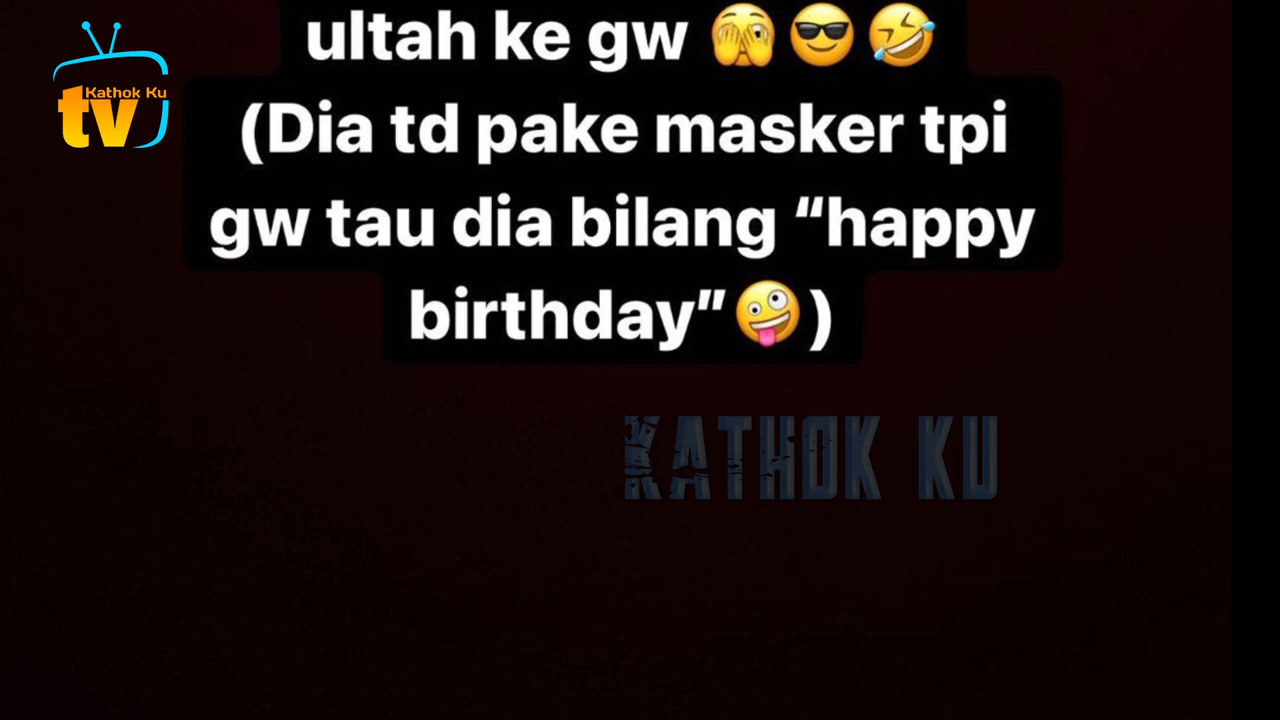 ultah ke gw 🫣😎🤣
(Dia td pake masker tpi
gw tau dia bilang “happy
birthday”🤪)
Kathok Ku
tv
KATHOK KU